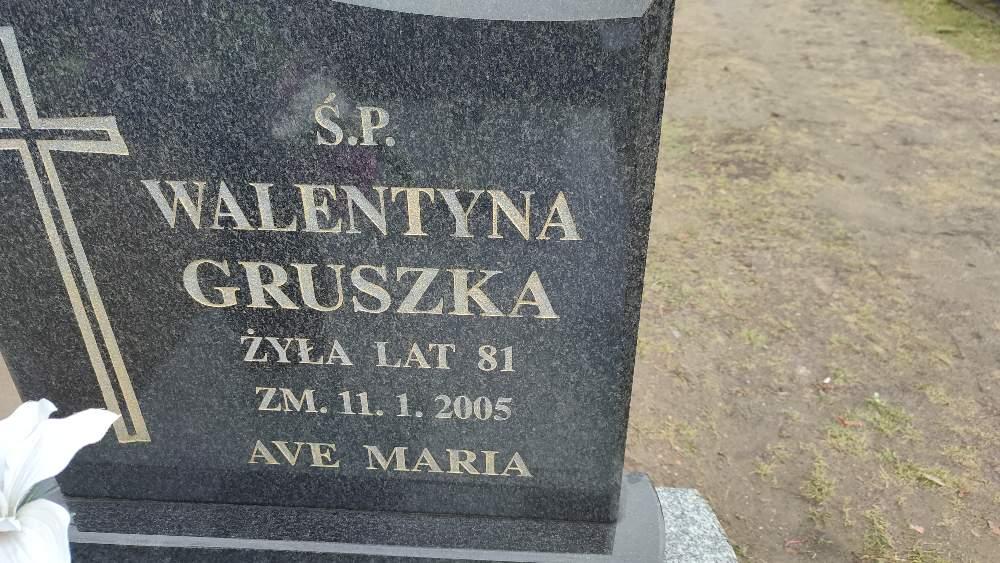 Ś.P.
WALENTYNA
GRUSZKA
ŻYŁA LAT 81
ZM. 11. 1. 2005
AVE MARIA